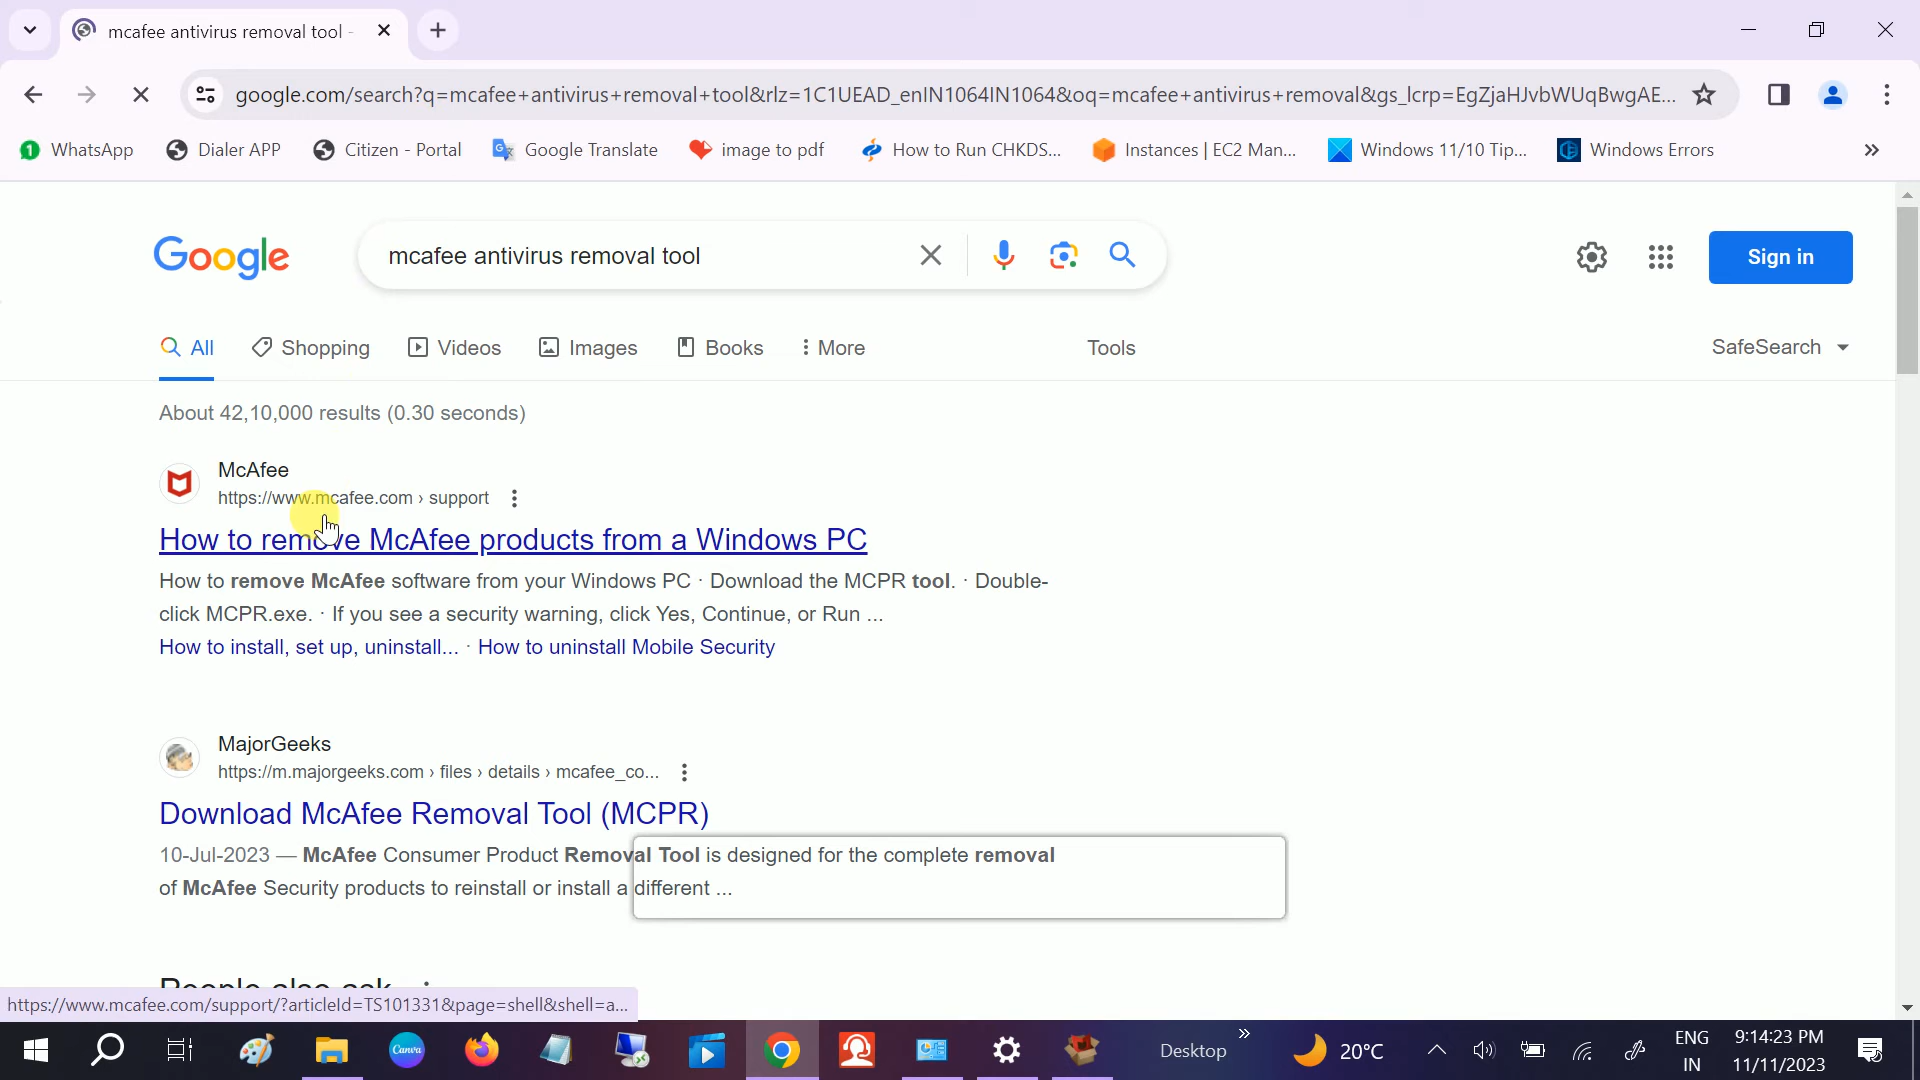 mcafee antivirus removal tool -
google.com/search?q=mcafee+antivirus+removal+tool&rlz=1C1UEAD_enIN1064IN1064&oq=mcafee+antivirus+removal&gs_lcrp=EgZjaHJvbWUqBwgAE...
1 WhatsApp Dialer APP Citizen - Portal Google Translate image to pdf How to Run CHKDS... Instances | EC2 Man... Windows 11/10 Tip... Windows Errors »
Google mcafee antivirus removal tool Sign in
All Shopping Videos Images Books More Tools SafeSearch
About 42,10,000 results (0.30 seconds)
McAfee
https://www.mcafee.com › support
How to remove McAfee products from a Windows PC
How to remove McAfee software from your Windows PC · Download the MCPR tool. · Double-
click MCPR.exe. · If you see a security warning, click Yes, Continue, or Run ...
How to install, set up, uninstall... · How to uninstall Mobile Security
MajorGeeks
https://m.majorgeeks.com › files › details › mcafee_co...
Download McAfee Removal Tool (MCPR)
10-Jul-2023 — McAfee Consumer Product Removal Tool is designed for the complete removal
of McAfee Security products to reinstall or install a different ...
People also ask
https://www.mcafee.com/support/?articleId=TS101331&page=shell&shell=a...
Canva Desktop » 20°C ENG 9:14:23 PM
IN 11/11/2023